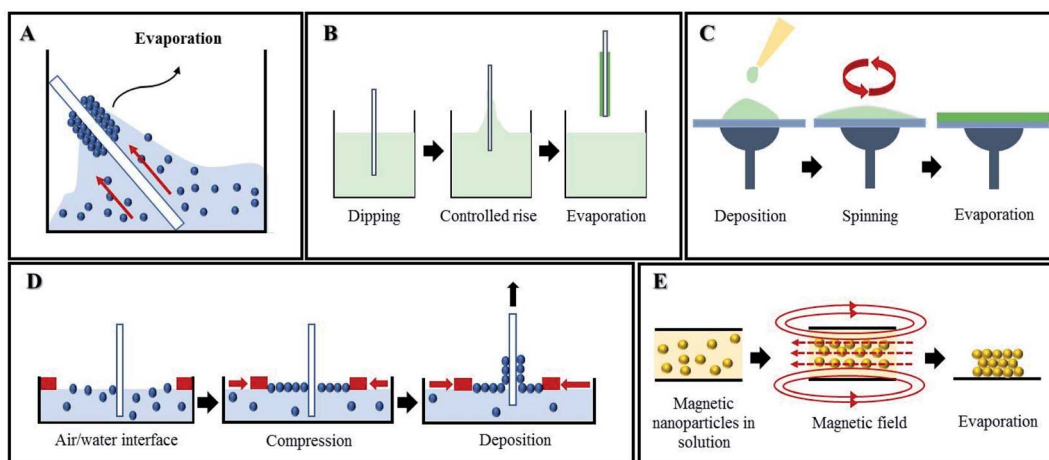 A
Evaporation
B
Dipping
Controlled rise
Evaporation
C
Deposition
Spinning
Evaporation
D
Air/water interface
Compression
Deposition
E
Magnetic
nanoparticles in
solution
Magnetic field
Evaporation